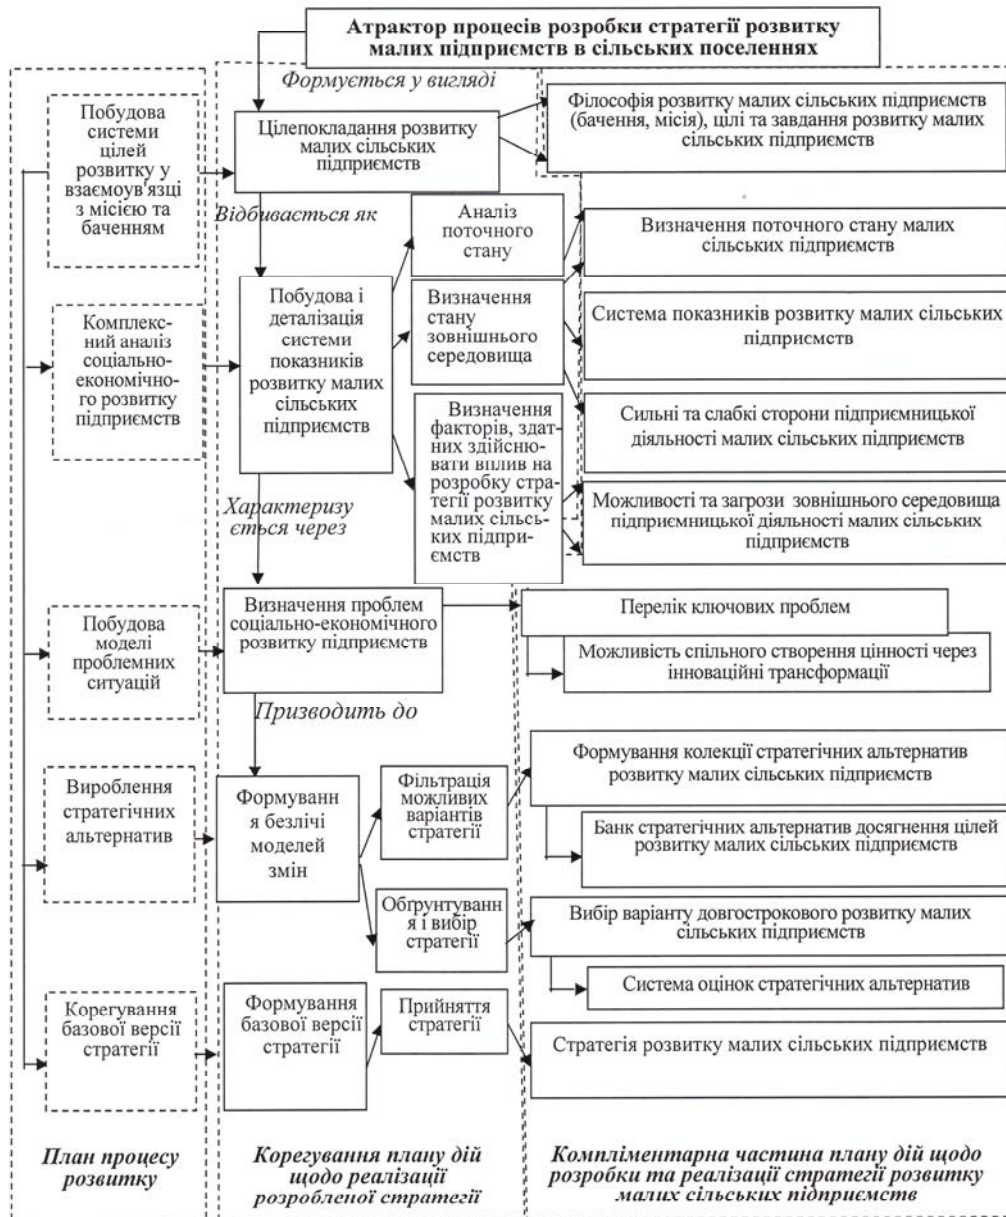 Атрактор процесів розробки стратегії розвитку
малих підприємств в сільських поселеннях
Формується у вигляді
Побудова
системи
цілей
розвитку у
взаємоув'язці
з місією та
баченням
Цілепокладання розвитку
малих сільських
підприємств
Філософія розвитку малих сільських підприємств
(бачення, місія), цілі та завдання розвитку малих
сільських підприємств
Відбивається як
Аналіз
поточного
стану
Визначення поточного стану малих
сільських підприємств
Комплекс-
ний аналіз
соціально-
економічно-
го розвитку
підприємств
Побудова і
деталізація
системи
показників
розвитку малих
сільських
підприємств
Визначення
стану
зовнішнього
середовища
Система показників розвитку малих сільських
підприємств
Визначення
факторів, здат-
них здійсню-
вати вплив на
розробку стра-
тегії розвитку
малих сільсь-
ких підпри-
ємств
Сильні та слабкі сторони підприємницької
діяльності малих сільських підприємств
Можливості та загрози зовнішнього середовища
підприємницької діяльності малих сільських
підприємств
Характеризу
ється через
Побудова
моделі
проблемних
ситуацій
Визначення проблем
соціально-економічного
розвитку підприємств
Перелік ключових проблем
Можливість спільного створення цінності через
інноваційні трансформації
Призводить до
Вироблення
стратегічних
альтернатив
Формуванн
я безлічі
моделей
змін
Фільтрація
можливих
варіантів
стратегії
Формування колекції стратегічних альтернатив
розвитку малих сільських підприємств
Банк стратегічних альтернатив досягнення цілей
розвитку малих сільських підприємств
Обґрунтуванн
я і вибір
стратегії
Вибір варіанту довгострокового розвитку малих
сільських підприємств
Система оцінок стратегічних альтернатив
Корегування
базової версії
стратегії
Формування
базової версії
стратегії
Прийняття
стратегії
Стратегія розвитку малих сільських підприємств
План процесу
розвитку
Корегування плану дій
щодо реалізації
розробленої стратегії
Компліментарна частина плану дій щодо
розробки та реалізації стратегії розвитку
малих сільських підприємств